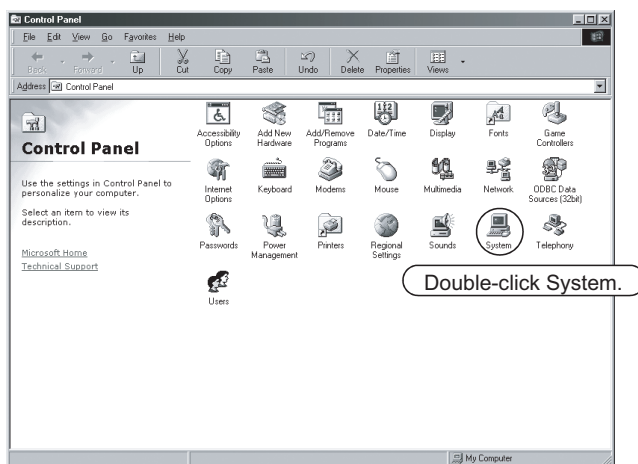 Control Panel
File Edit View Go Favorites Help
Back Forward Up Cut Copy Paste Undo Delete Properties Views
Address Control Panel
Control Panel
Use the settings in Control Panel to
personalize your computer.
Select an item to view its
description.
Microsoft Home
Technical Support
Accessibility
Options
Add New
Hardware
Add/Remove
Programs
Date/Time
Display
Fonts
Game
Controllers
Internet
Options
Keyboard
Modems
Mouse
Multimedia
Network
ODBC Data
Sources (32bit)
Passwords
Power
Management
Printers
Regional
Settings
Sounds
System
Telephony
Double-click System.
Users
My Computer